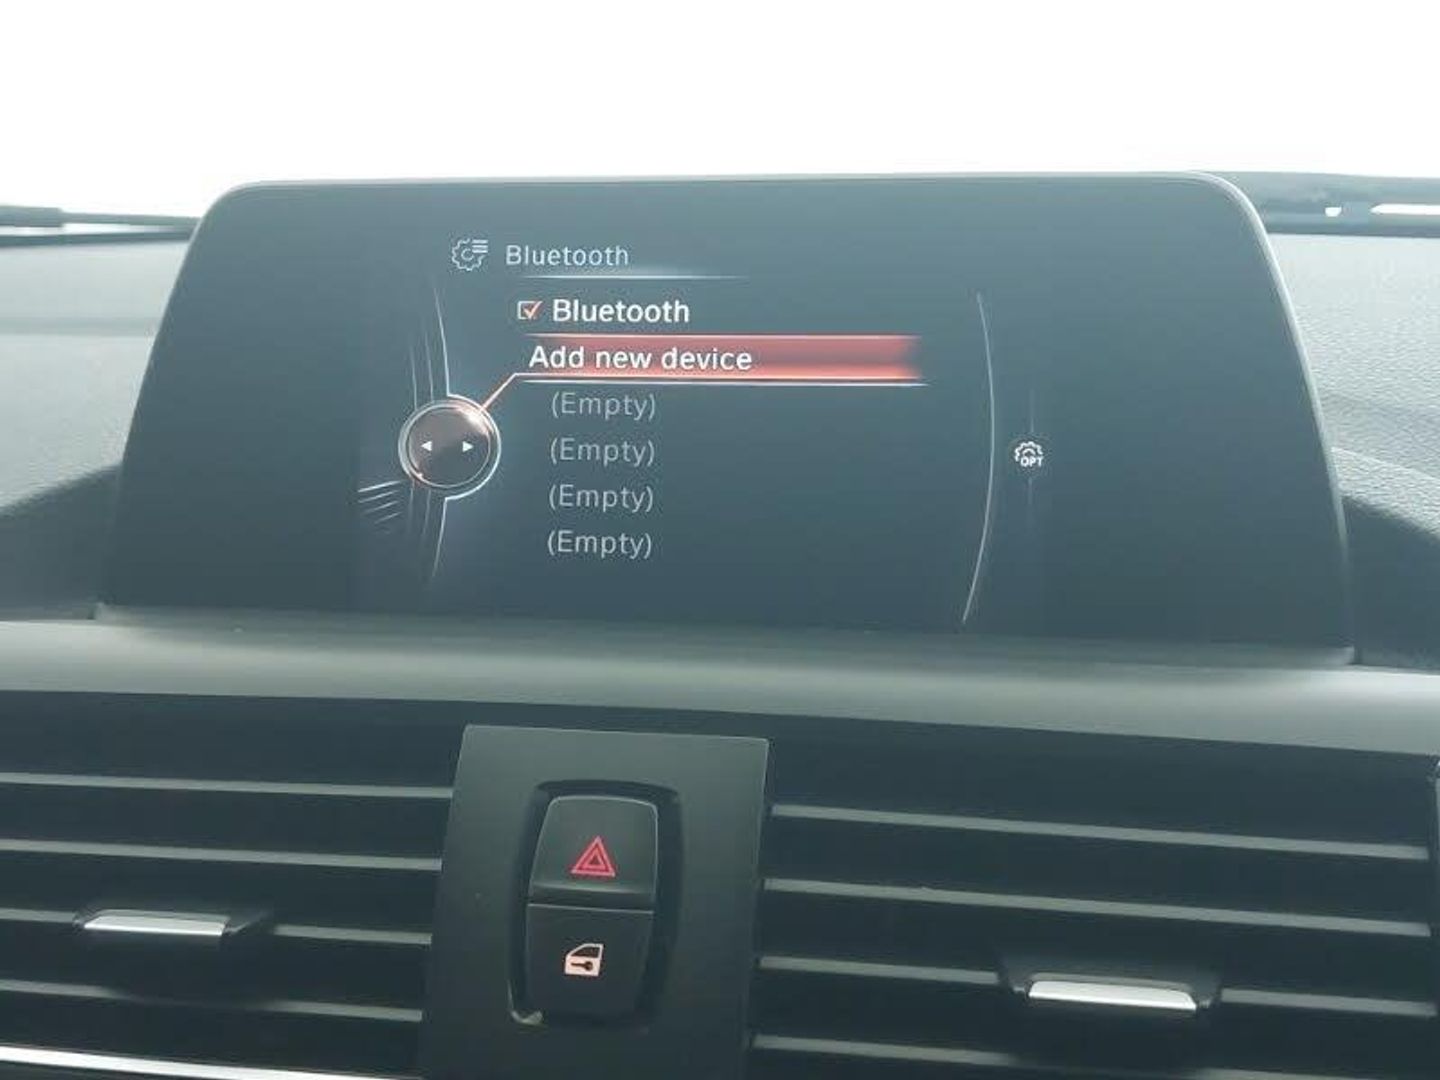 Bluetooth
Bluetooth
Add new device
(Empty)
(Empty)
(Empty)
(Empty)
OPT